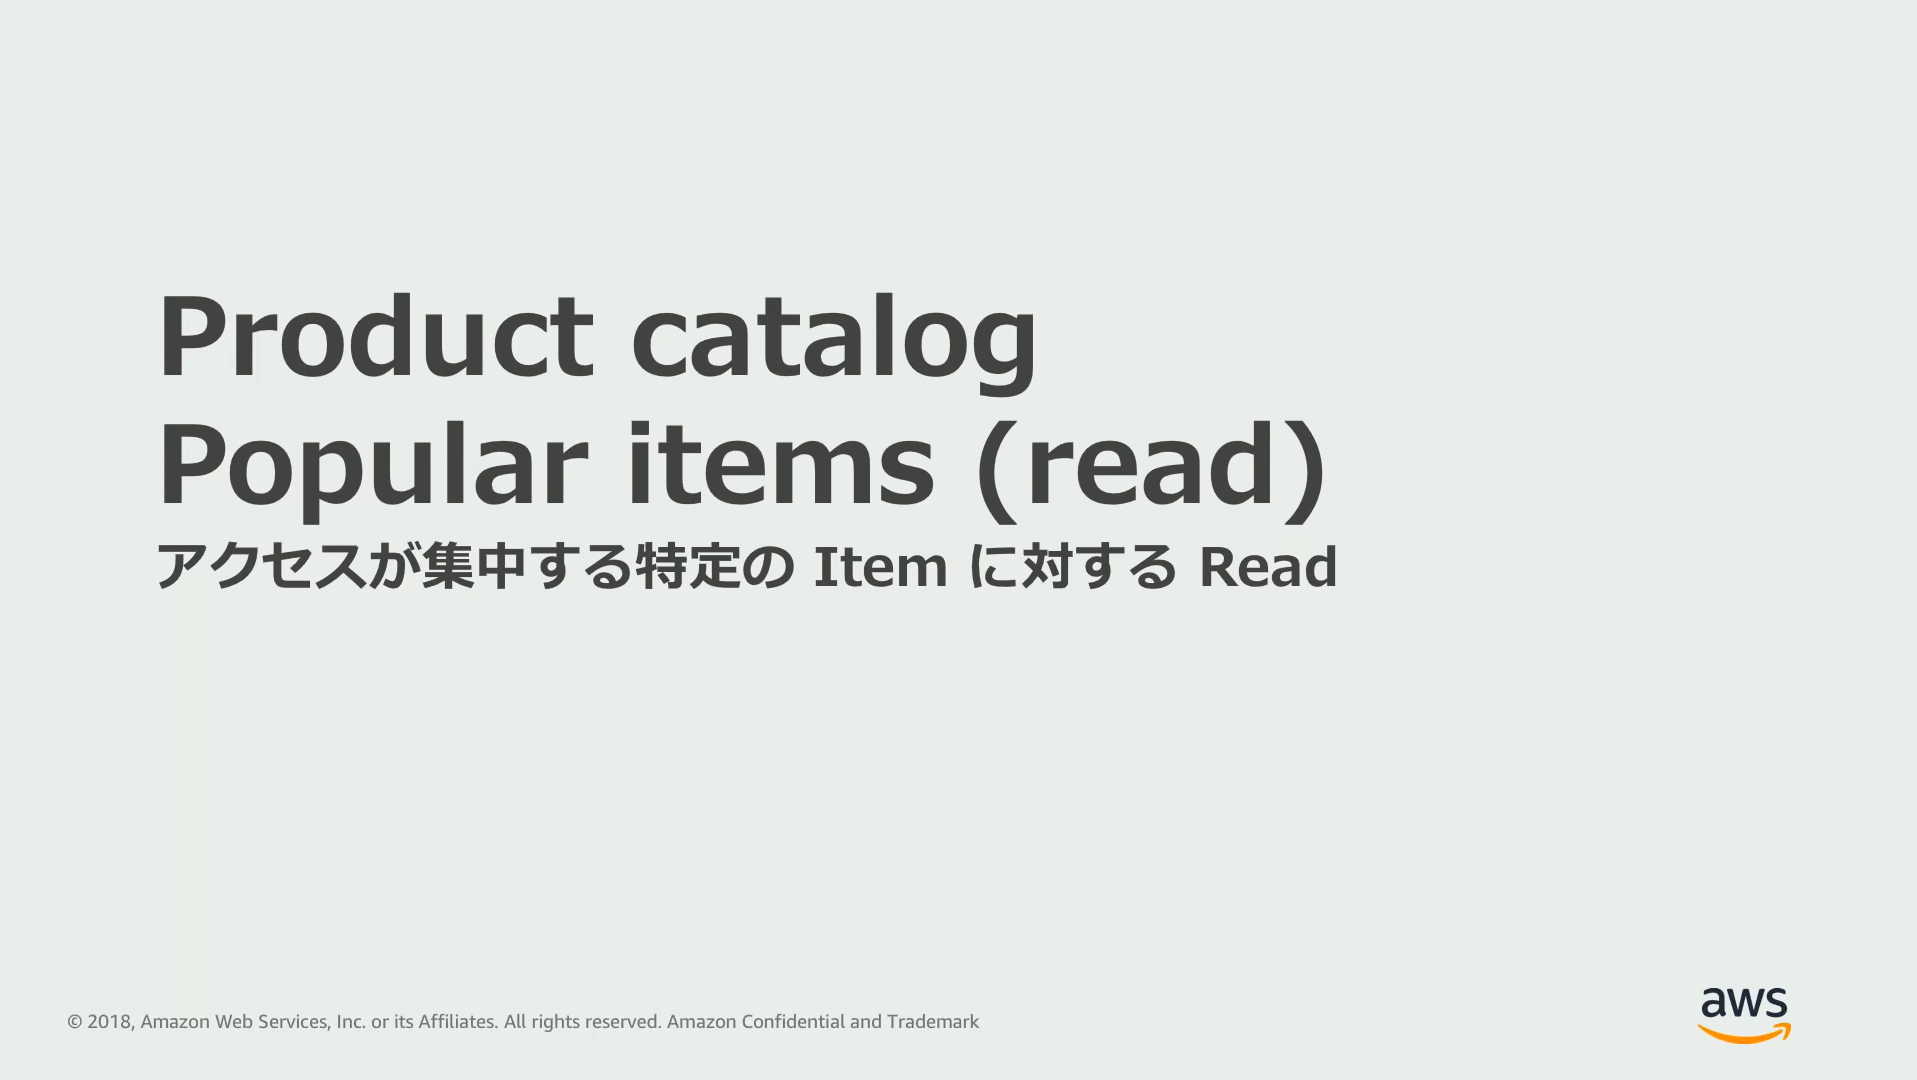 Product catalog
Popular items (read)
アクセスが集中する特定の Item に対する Read
© 2018, Amazon Web Services, Inc. or its Affiliates. All rights reserved. Amazon Confidential and Trademark
aws